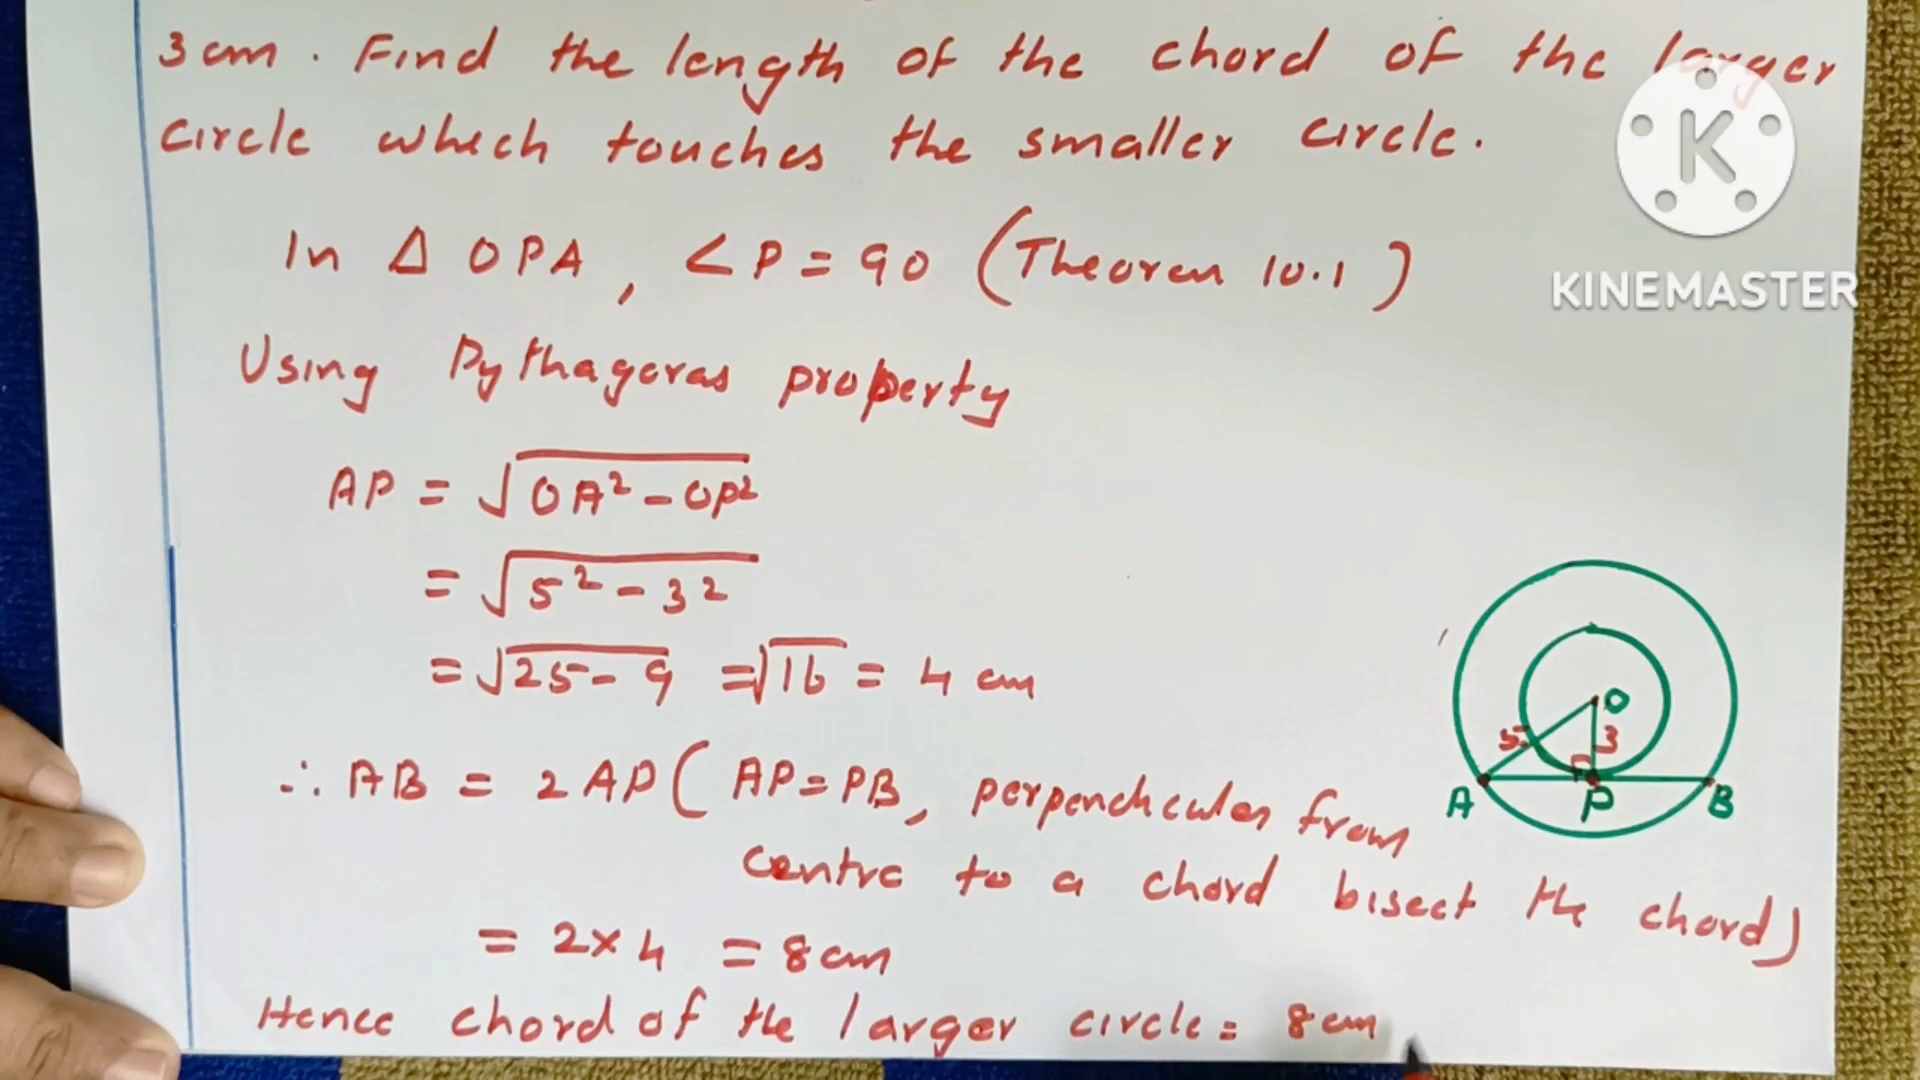 3 cm. Find the length of the chord of the larger
circle which touches the smaller circle.
K
KINEMASTER
In Δ OPA, <P = 90 (Theorem 10.1)
Using Pythagoras property
AP = √OA² - OP²
= √5² - 3²
= √25 - 9 = √16 = 4 cm
∴ AB = 2 AP ( AP = PB, perpendicular from
centre to a chord bisect the chord)
= 2 x 4 = 8 cm
Hence chord of the larger circle = 8 cm
O
5 3
A P B